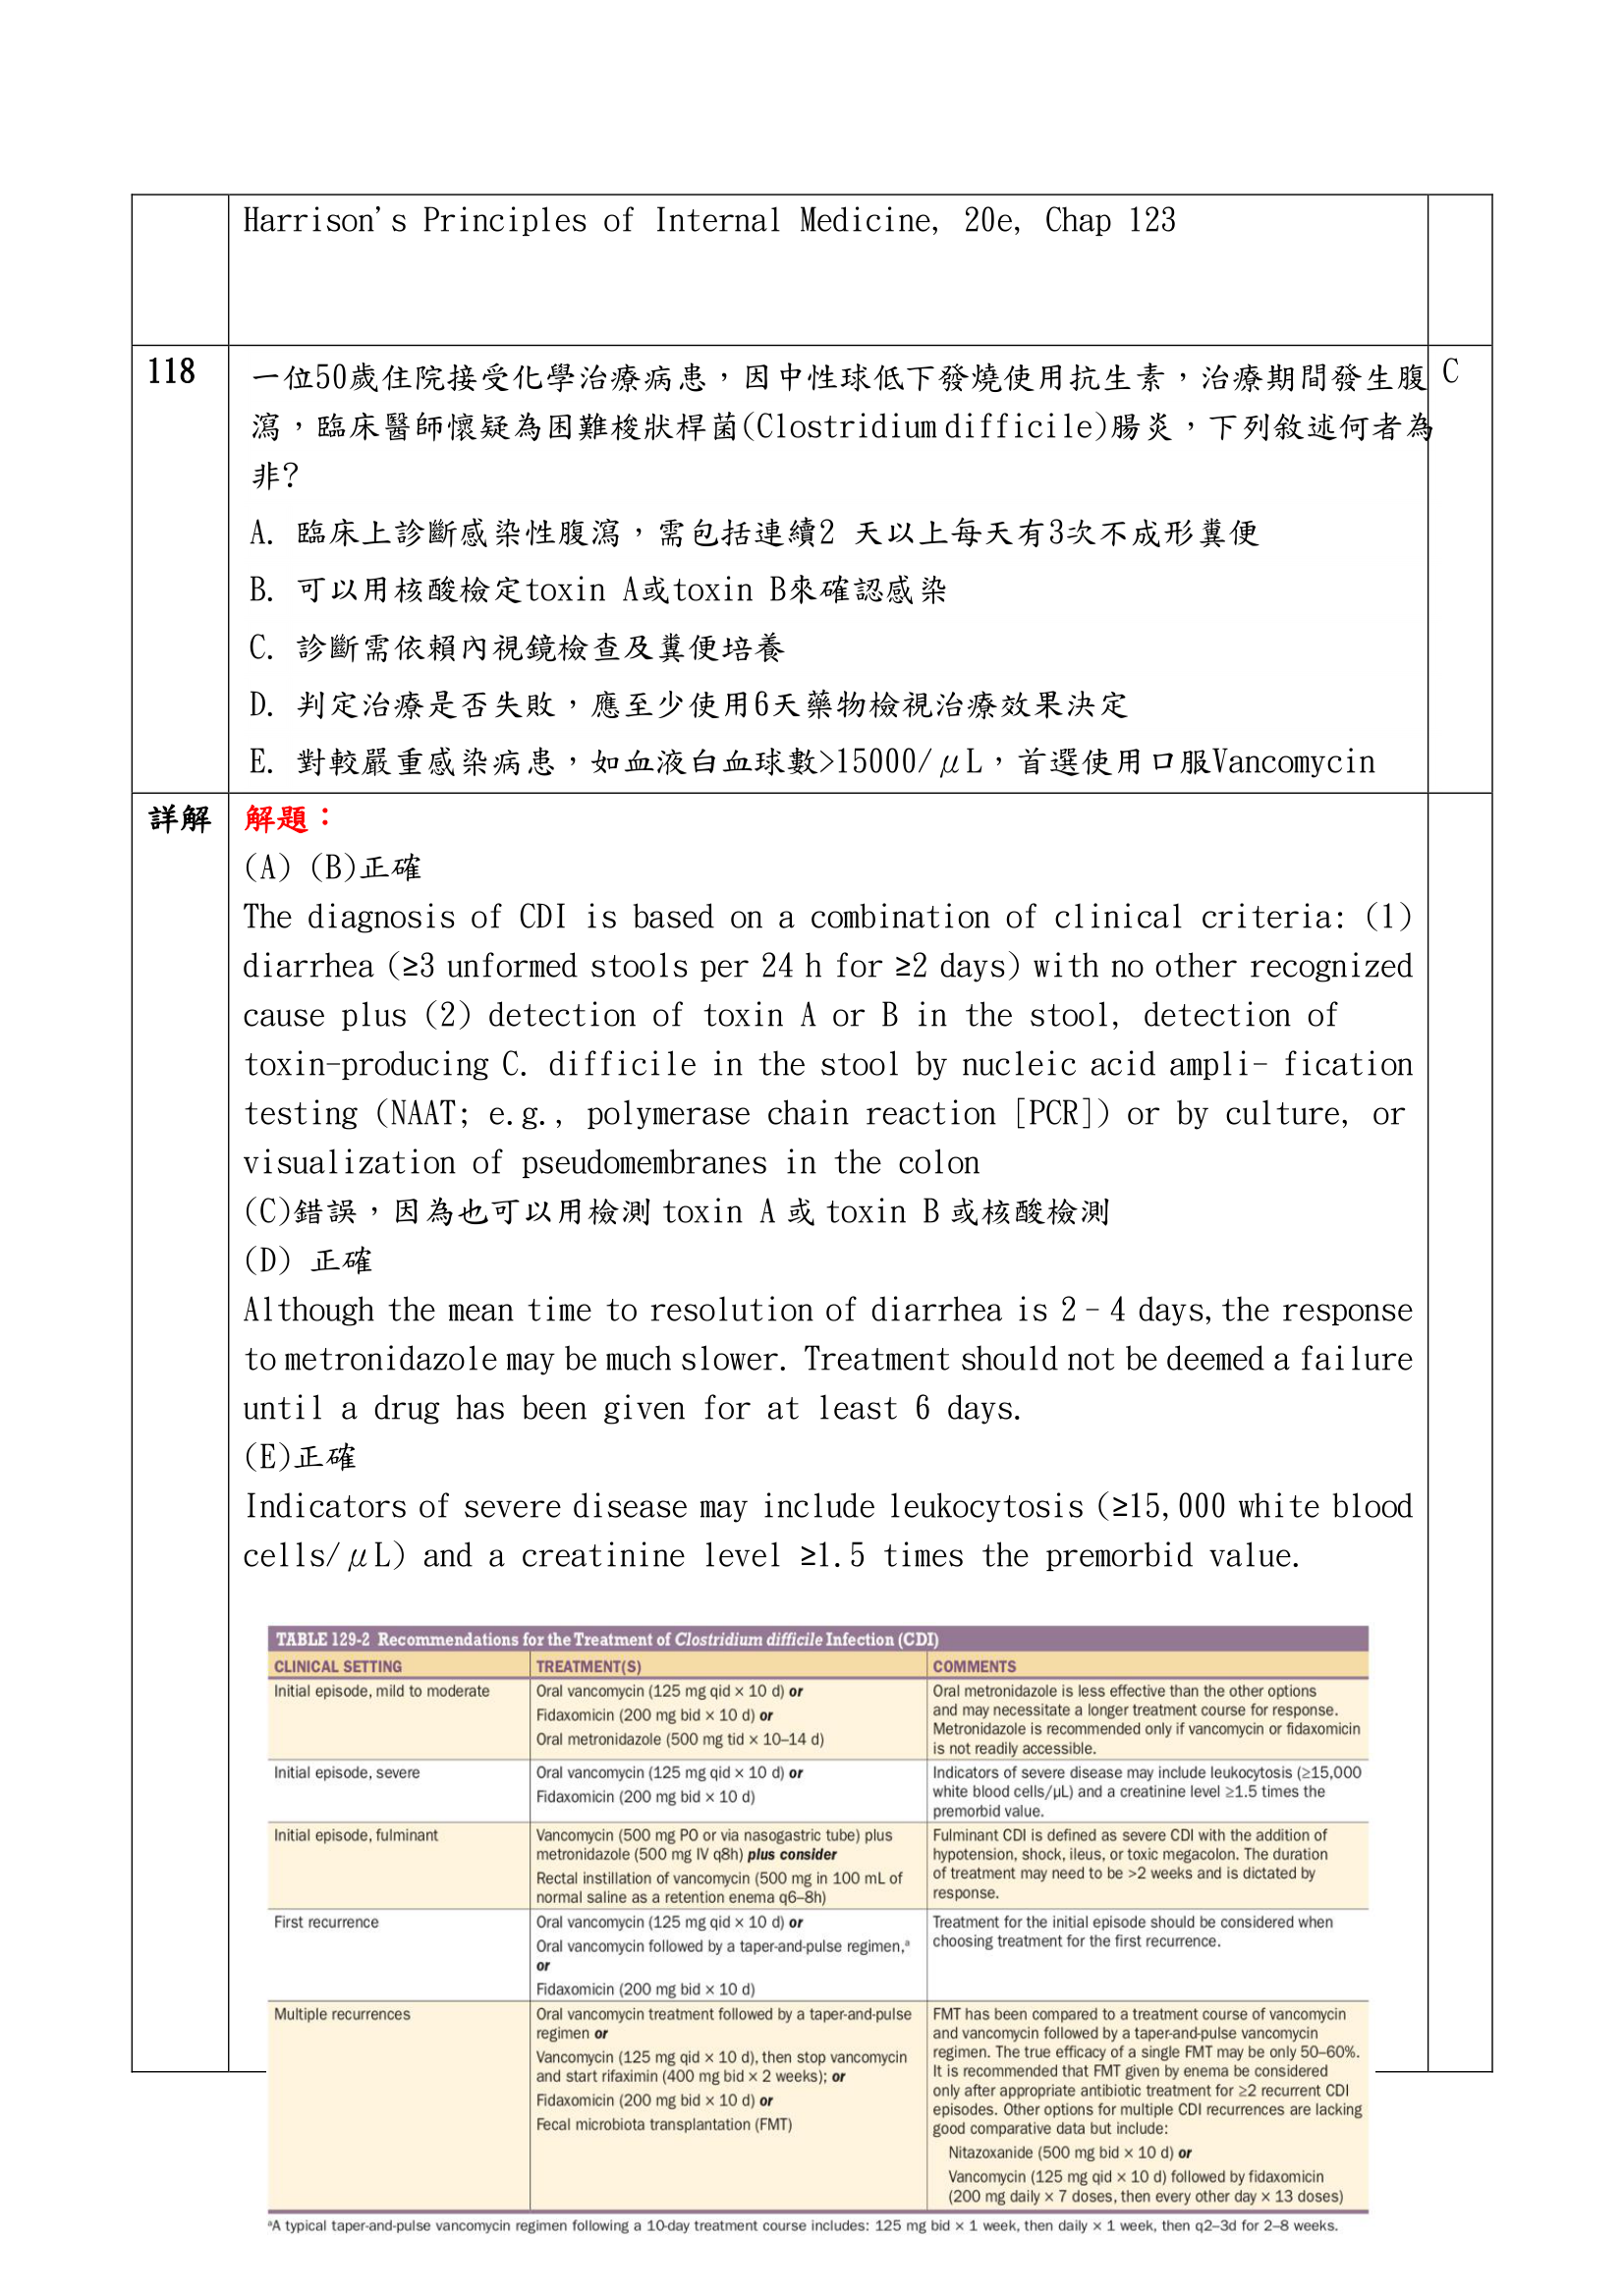 Harrison's Principles of Internal Medicine, 20e, Chap 123
118
一位50歲住院接受化學治療病患，因中性球低下發燒使用抗生素，治療期間發生腹
C
瀉，臨床醫師懷疑為困難梭狀桿菌(Clostridium difficile)腸炎，下列敘述何者為
非?
A. 臨床上診斷感染性腹瀉，需包括連續2 天以上每天有3次不成形糞便
B. 可以用核酸檢定toxin A或toxin B來確認感染
C. 診斷需依賴內視鏡檢查及糞便培養
D. 判定治療是否失敗，應至少使用6天藥物檢視治療效果決定
E. 對較嚴重感染病患，如血液白血球數>15000/μL，首選使用口服Vancomycin
詳解
解題：
(A) (B)正確
The diagnosis of CDI is based on a combination of clinical criteria: (1)
diarrhea (≥3 unformed stools per 24 h for ≥2 days) with no other recognized
cause plus (2) detection of toxin A or B in the stool, detection of
toxin-producing C. difficile in the stool by nucleic acid ampli- fication
testing (NAAT; e.g., polymerase chain reaction [PCR]) or by culture, or
visualization of pseudomembranes in the colon
(C)錯誤，因為也可以用檢測 toxin A 或 toxin B 或核酸檢測
(D) 正確
Although the mean time to resolution of diarrhea is 2–4 days, the response
to metronidazole may be much slower. Treatment should not be deemed a failure
until a drug has been given for at least 6 days.
(E)正確
Indicators of severe disease may include leukocytosis (≥15,000 white blood
cells/μL) and a creatinine level ≥1.5 times the premorbid value.
TABLE 129-2 Recommendations for the Treatment of Clostridium difficile Infection (CDI)
CLINICAL SETTING
TREATMENT(S)
COMMENTS
Initial episode, mild to moderate
Oral vancomycin (125 mg qid × 10 d) or
Fidaxomicin (200 mg bid × 10 d) or
Oral metronidazole (500 mg tid × 10–14 d)
Oral metronidazole is less effective than the other options
and may necessitate a longer treatment course for response.
Metronidazole is recommended only if vancomycin or fidaxomicin
is not readily accessible.
Initial episode, severe
Oral vancomycin (125 mg qid × 10 d) or
Fidaxomicin (200 mg bid × 10 d)
Indicators of severe disease may include leukocytosis (≥15,000
white blood cells/μL) and a creatinine level ≥1.5 times the
premorbid value.
Initial episode, fulminant
Vancomycin (500 mg PO or via nasogastric tube) plus
metronidazole (500 mg IV q8h) plus consider
Rectal instillation of vancomycin (500 mg in 100 mL of
normal saline as a retention enema q6–8h)
Fulminant CDI is defined as severe CDI with the addition of
hypotension, shock, ileus, or toxic megacolon. The duration
of treatment may need to be >2 weeks and is dictated by
response.
First recurrence
Oral vancomycin (125 mg qid × 10 d) or
Oral vancomycin followed by a taper-and-pulse regimen,ᵃ
or
Fidaxomicin (200 mg bid × 10 d)
Treatment for the initial episode should be considered when
choosing treatment for the first recurrence.
Multiple recurrences
Oral vancomycin treatment followed by a taper-and-pulse
regimen or
Vancomycin (125 mg qid × 10 d), then stop vancomycin
and start rifaximin (400 mg bid × 2 weeks); or
Fidaxomicin (200 mg bid × 10 d) or
Fecal microbiota transplantation (FMT)
FMT has been compared to a treatment course of vancomycin
and vancomycin followed by a taper-and-pulse vancomycin
regimen. The true efficacy of a single FMT may be only 50–60%.
It is recommended that FMT given by enema be considered
only after appropriate antibiotic treatment for ≥2 recurrent CDI
episodes. Other options for multiple CDI recurrences are lacking
good comparative data but include:
Nitazoxanide (500 mg bid × 10 d) or
Vancomycin (125 mg qid × 10 d) followed by fidaxomicin
(200 mg daily × 7 doses, then every other day × 13 doses)
ᵃA typical taper-and-pulse vancomycin regimen following a 10-day treatment course includes: 125 mg bid × 1 week, then daily × 1 week, then q2–3d for 2–8 weeks.